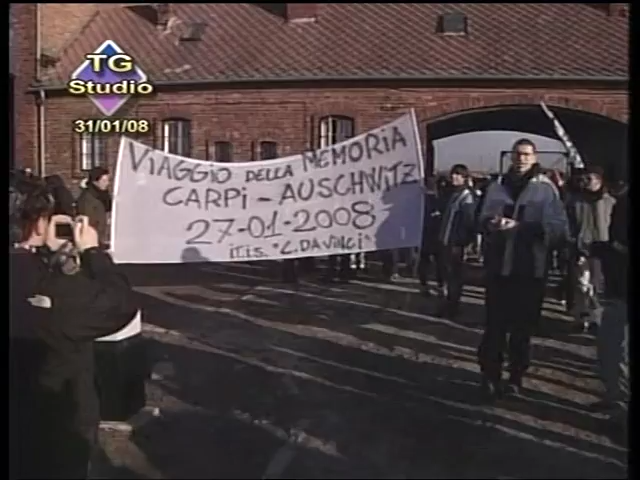 TG
Studio
31/01/08
VIAGGIO DELLA MEMORIA
CARPI - AUSCHWITZ
27-01-2008
I.T.I.S. "L. DA VINCI"